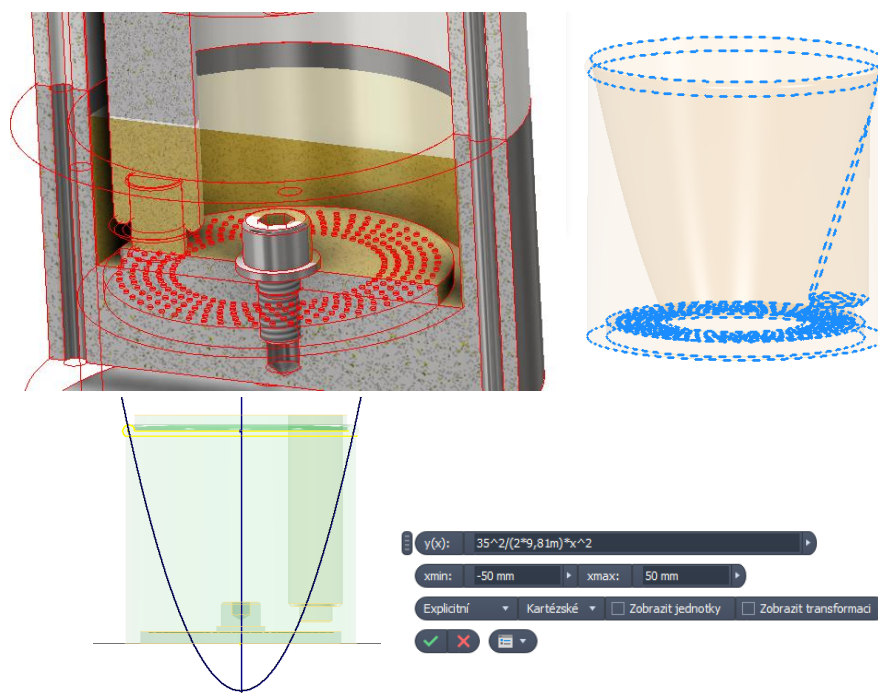 y(x): 35^2/(2*9,81m)*x^2
xmin: -50 mm xmax: 50 mm
Explicitní Kartézské Zobrazit jednotky Zobrazit transformaci